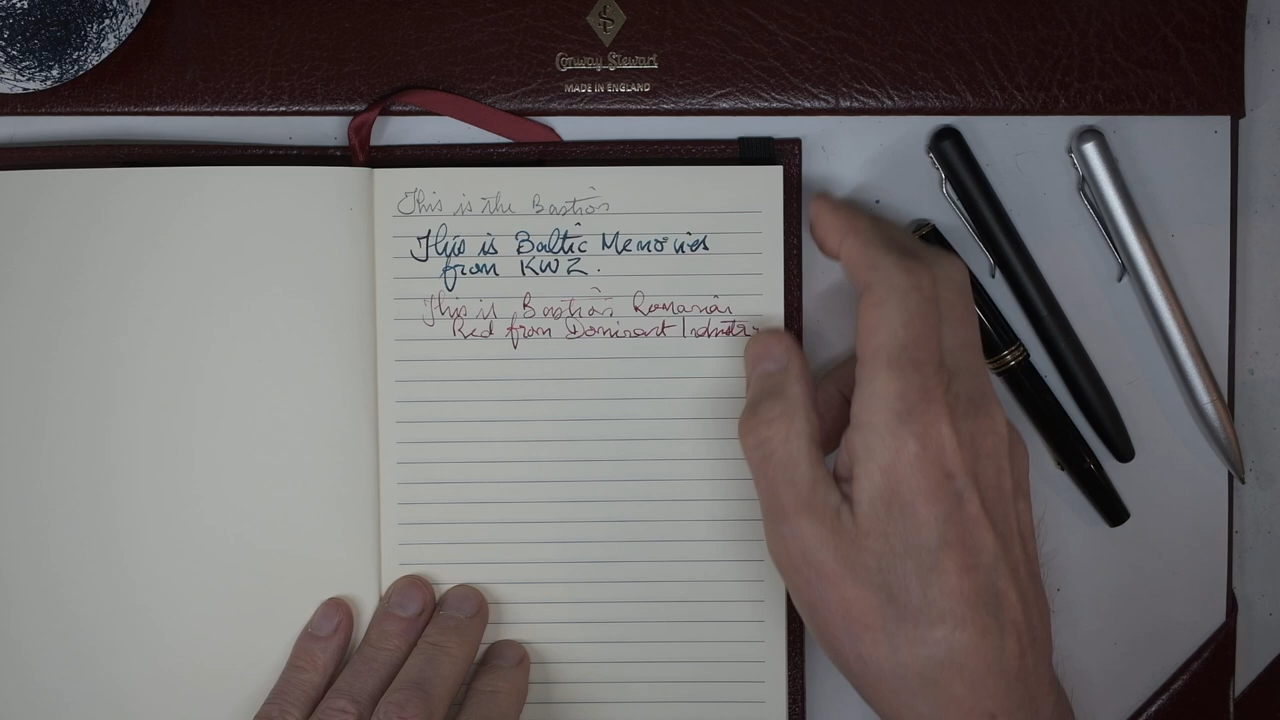 Conway Stewart
MADE IN ENGLAND
This is the Bastion
This is Baltic Memories
from KWZ.
This is Bastion Romanian
Red from Dominant Industry